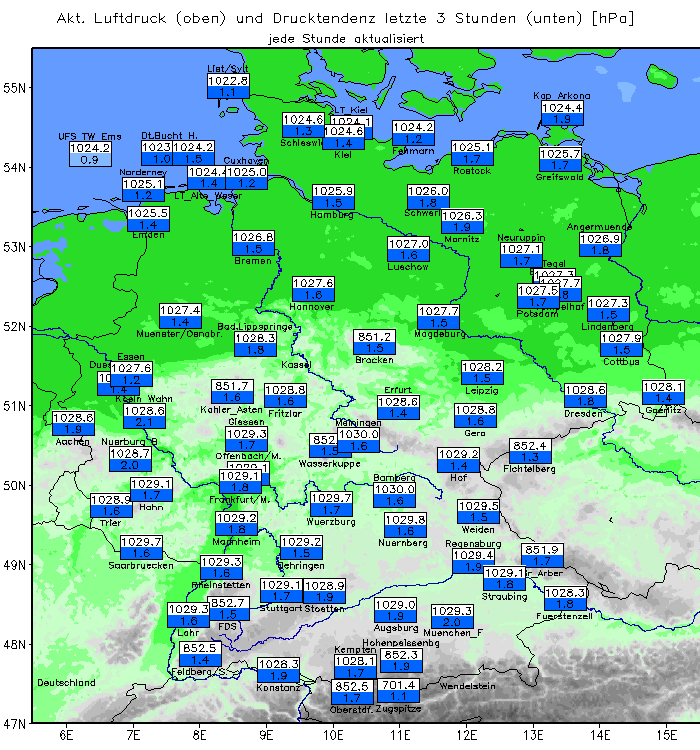 Akt. Luftdruck (oben) und Drucktendenz letzte 3 Stunden (unten) [hPa]
jede Stunde aktualisiert
55N
List/Sylt
1022.8
1.1
Kap_Arkona
1024.4
1.9
LT_Kiel
1024.1
1024.6
1.3
Schleswi
1024.6
1.4
Kiel
1024.2
1.2
Fehmarn
UFS_TW_Ems
1024.2
0.9
Dt.Bucht_H.
1023
1.0
1024.2
1.5
1025.1
1.7
Rostock
1025.7
1.7
Greifswald
54N
Cuxhaven
1025.0
1.2
1024.4
1.4
LT_Alte_Weser
Norderney
1025.1
1.2
1025.5
1.4
Emden
1025.9
1.5
Hamburg
1026.0
1.8
Schweri
1026.3
1.9
Marnitz
Angermuende
1026.9
1.8
53N
1026.8
1.5
Bremen
1027.0
1.6
Luechow
Neuruppin
1027.1
1.7
Tegel
1027.3
1027.7
1.8
elhof
1027.5
1.7
Potsdam
1027.6
1.6
Hannover
1027.4
1.4
Muenster/Osnabr.
1027.7
1.5
Magdeburg
1027.3
1.5
Lindenberg
52N
Bad.Lippspringe
1028.3
1.8
851.2
1.5
Brocken
1027.9
1.5
Cottbus
Kassel
Essen
1027.6
1.2
Dues
10
1.4
Koeln_Wahn
1028.6
2.1
851.7
1.6
Kahler_Asten
1028.8
1.6
Fritzlar
Erfurt
1028.6
1.4
1028.2
1.5
Leipzig
1028.6
1.8
Dresden
1028.1
1.4
Goerlitz
51N
1028.6
1.9
Aachen
1028.8
1.6
Gera
Giessen
1029.3
1.7
Offenbach/M.
Meiningen
1030.0
1.6
852
1.5
Wasserkuppe
Nuerburg_B
1028.7
2.0
1029.2
1.4
Hof
852.4
1.3
Fichtelberg
50N
1029.1
1029.1
1.8
Frankfurt/M.
1029.1
1.7
Hahn
1028.9
1.6
Trier
Bamberg
1030.0
1.6
1029.7
1.7
Wuerzburg
1029.5
1.5
Weiden
1029.2
1.8
Mannheim
1029.8
1.6
Nuernberg
1029.7
1.6
Saarbruecken
1029.2
1.5
Oehringen
Regensburg
1029.4
1.9
851.9
1.7
r_Arber
49N
1029.3
1.6
Rheinstetten
1029.1
1.8
Straubing
1029.1
1.7
Stuttgart
1028.9
1.9
Stoetten
1028.3
1.8
Fuerstenzell
1029.3
1.6
Lahr
852.7
1.5
FDS
1029.0
1.9
Augsburg
1029.3
2.0
Muenchen_F
48N
852.5
1.4
Feldberg/S.
Hohenpeissenbg
852.3
1.9
Kempten
1028.1
1.7
1028.3
1.9
Konstanz
852.5
1.7
Oberstdf.
701.4
1.1
Zugspitze
Wendelstein
Deutschland
47N
6E 7E 8E 9E 10E 11E 12E 13E 14E 15E